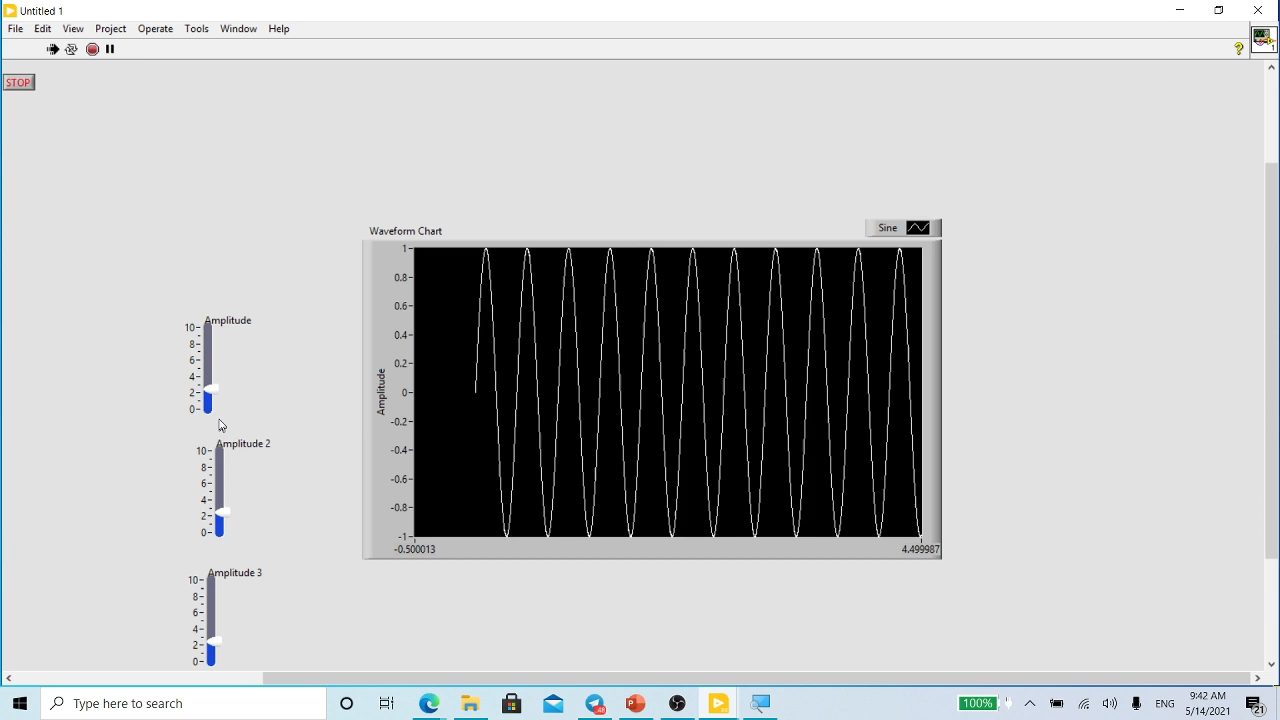 Untitled 1
File Edit View Project Operate Tools Window Help
?
1
STOP
Waveform Chart
Sine
1
0.8
0.6
0.4
0.2
0
-0.2
-0.4
-0.6
-0.8
-1
Amplitude
-0.500013 4.499987
Amplitude
10
8
6
4
2
0
Amplitude 2
10
8
6
4
2
0
Amplitude 3
10
8
6
4
2
0
Type here to search
100%
ENG
9:42 AM
5/14/2021
21